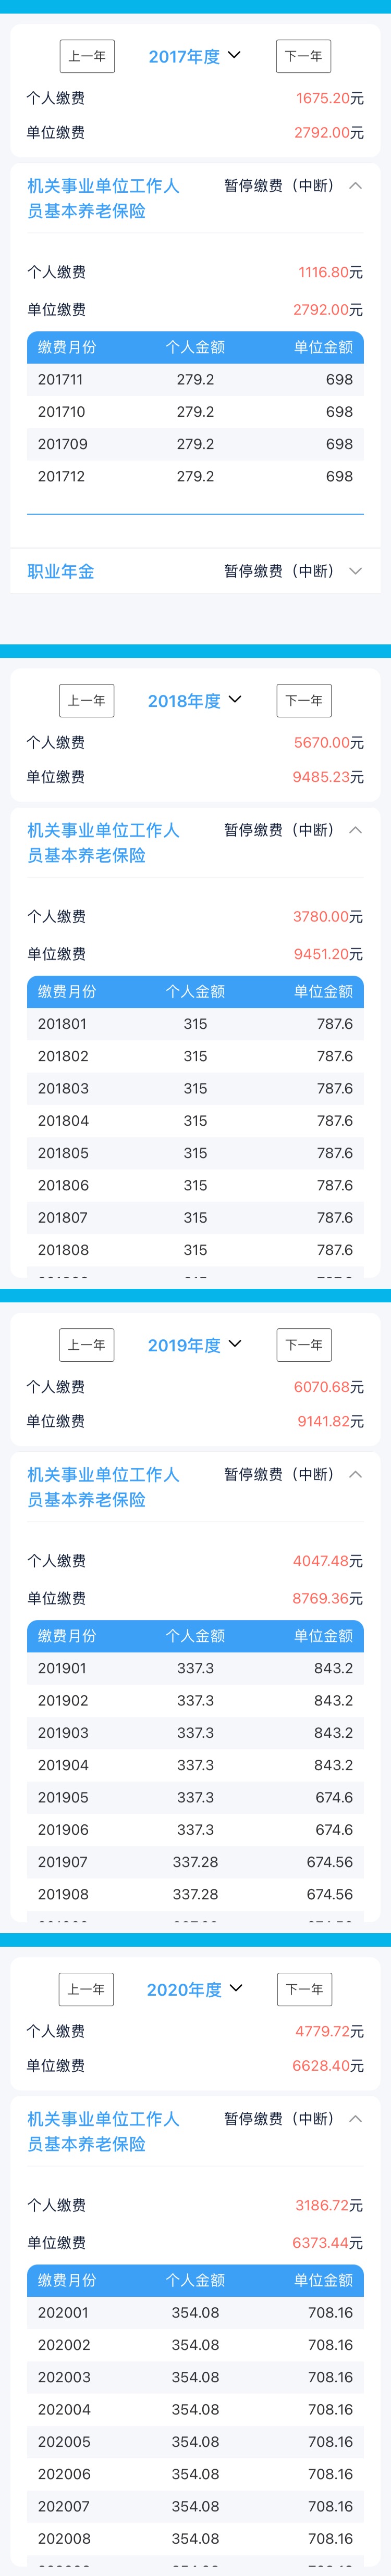 上一年 2017年度 下一年
个人缴费 1675.20元
单位缴费 2792.00元
机关事业单位工作人 暂停缴费（中断）
员基本养老保险
个人缴费 1116.80元
单位缴费 2792.00元
缴费月份 个人金额 单位金额
201711 279.2 698
201710 279.2 698
201709 279.2 698
201712 279.2 698
职业年金 暂停缴费（中断）
上一年 2018年度 下一年
个人缴费 5670.00元
单位缴费 9485.23元
机关事业单位工作人 暂停缴费（中断）
员基本养老保险
个人缴费 3780.00元
单位缴费 9451.20元
缴费月份 个人金额 单位金额
201801 315 787.6
201802 315 787.6
201803 315 787.6
201804 315 787.6
201805 315 787.6
201806 315 787.6
201807 315 787.6
201808 315 787.6
上一年 2019年度 下一年
个人缴费 6070.68元
单位缴费 9141.82元
机关事业单位工作人 暂停缴费（中断）
员基本养老保险
个人缴费 4047.48元
单位缴费 8769.36元
缴费月份 个人金额 单位金额
201901 337.3 843.2
201902 337.3 843.2
201903 337.3 843.2
201904 337.3 843.2
201905 337.3 674.6
201906 337.3 674.6
201907 337.28 674.56
201908 337.28 674.56
上一年 2020年度 下一年
个人缴费 4779.72元
单位缴费 6628.40元
机关事业单位工作人 暂停缴费（中断）
员基本养老保险
个人缴费 3186.72元
单位缴费 6373.44元
缴费月份 个人金额 单位金额
202001 354.08 708.16
202002 354.08 708.16
202003 354.08 708.16
202004 354.08 708.16
202005 354.08 708.16
202006 354.08 708.16
202007 354.08 708.16
202008 354.08 708.16